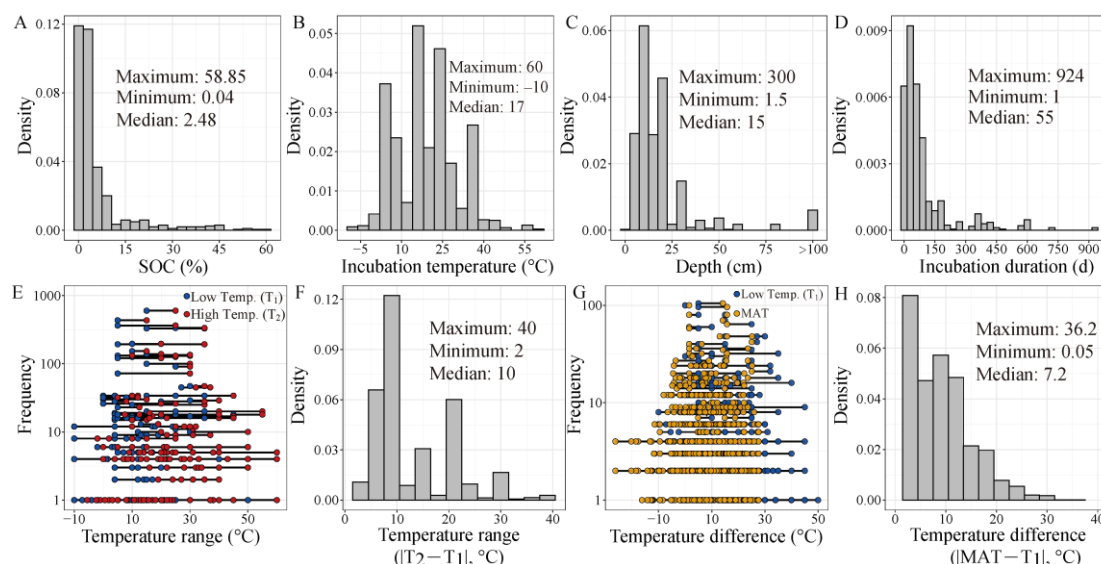 A
0.12
0.08
0.04
0.00
Density
Maximum: 58.85
Minimum: 0.04
Median: 2.48
0 15 30 45 60
SOC (%)
B
0.05
0.04
0.03
0.02
0.01
0.00
Density
Maximum: 60
Minimum: –10
Median: 17
−5 10 25 40 55
Incubation temperature (°C)
C
0.06
0.04
0.02
0.00
Density
Maximum: 300
Minimum: 1.5
Median: 15
0 25 50 75 >100
Depth (cm)
D
0.009
0.006
0.003
0.000
Density
Maximum: 924
Minimum: 1
Median: 55
0 150 300 450 600 750 900
Incubation duration (d)
E
1000
100
10
1
Frequency
Low Temp. (T1)
High Temp. (T2)
−10 0 10 20 30 40 50 60
Temperature range (°C)
F
0.12
0.09
0.06
0.03
0.00
Density
Maximum: 40
Minimum: 2
Median: 10
0 10 20 30 40
Temperature range
(|T2−T1|, °C)
G
100
10
1
Frequency
Low Temp. (T1)
MAT
−10 10 30 50
Temperature difference (°C)
H
0.08
0.06
0.04
0.02
0.00
Density
Maximum: 36.2
Minimum: 0.05
Median: 7.2
0 10 20 30 40
Temperature difference
(|MAT−T1|, °C)